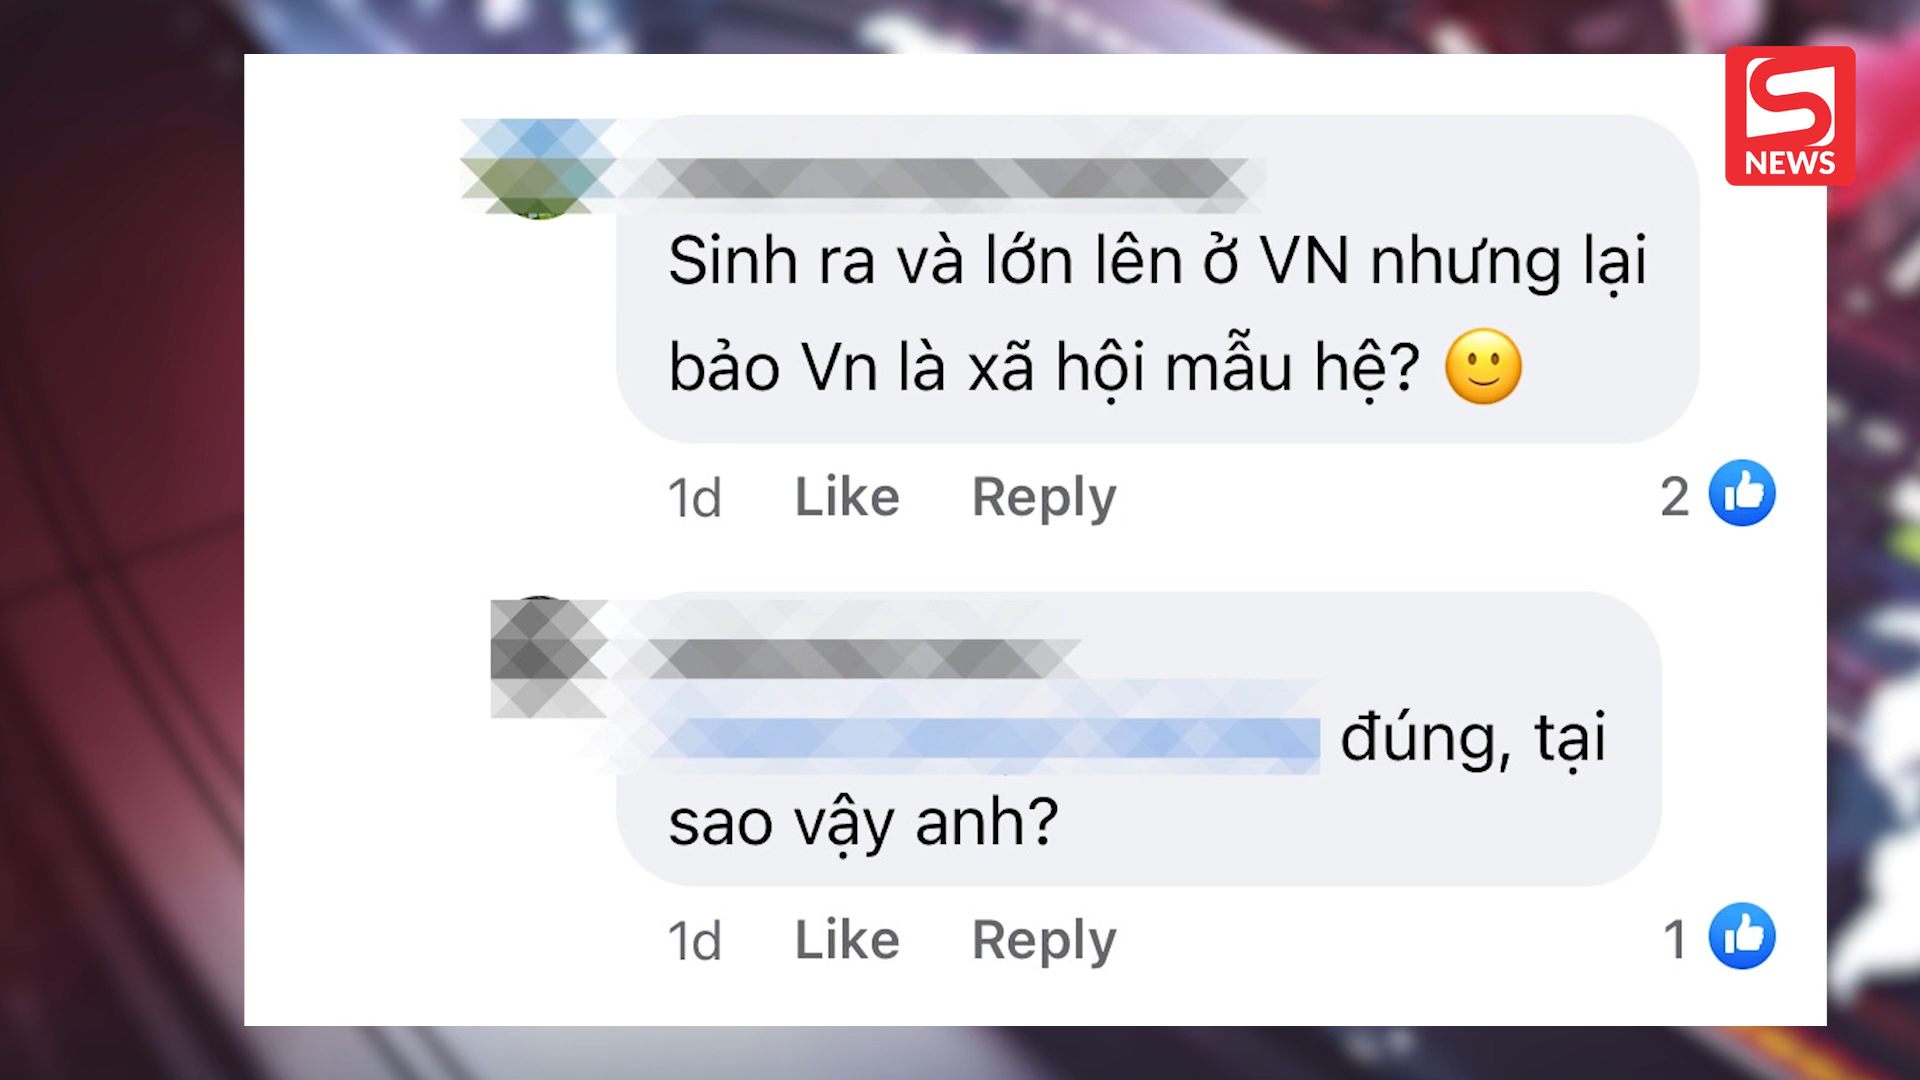 S
NEWS
Sinh ra và lớn lên ở VN nhưng lại
bảo Vn là xã hội mẫu hệ? 🙂
1d Like Reply 2
đúng, tại
sao vậy anh?
1d Like Reply 1